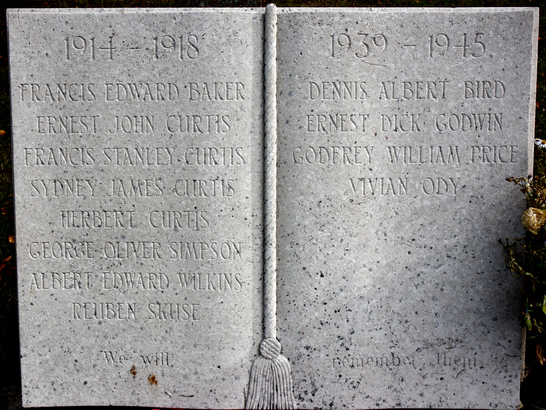 1914 - 1918
FRANCIS EDWARD BAKER
ERNEST JOHN CURTIS
FRANCIS STANLEY CURTIS
SYDNEY JAMES CURTIS
HERBERT CURTIS
GEORGE OLIVER SIMPSON
ALBERT EDWARD WILKINS
REUBEN SKUSE
We will
1939 - 1945
DENNIS ALBERT BIRD
ERNEST DICK GODWIN
GODFREY WILLIAM PRICE
VIVIAN ODY
remember them